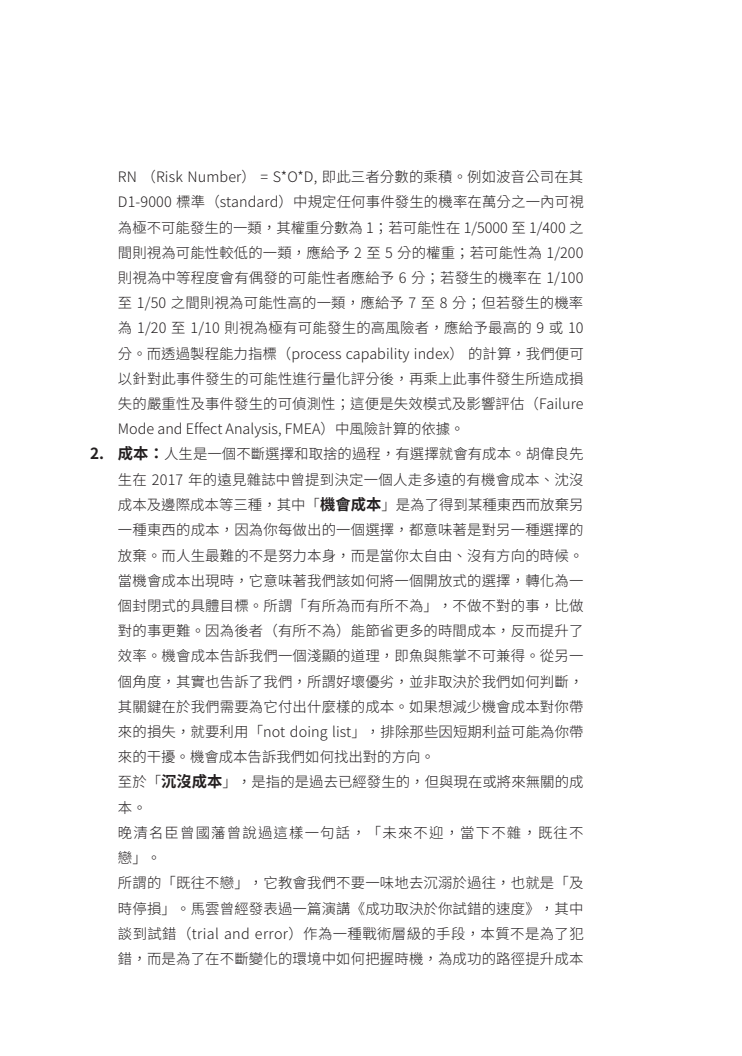 RN （Risk Number） = S*O*D, 即此三者分數的乘積。例如波音公司在其
D1-9000 標準（standard）中規定任何事件發生的機率在萬分之一內可視
為極不可能發生的一類，其權重分數為 1；若可能性在 1/5000 至 1/400 之
間則視為可能性較低的一類，應給予 2 至 5 分的權重；若可能性為 1/200
則視為中等程度會有偶發的可能性者應給予 6 分；若發生的機率在 1/100
至 1/50 之間則視為可能性高的一類，應給予 7 至 8 分；但若發生的機率
為 1/20 至 1/10 則視為極有可能發生的高風險者，應給予最高的 9 或 10
分。而透過製程能力指標（process capability index） 的計算，我們便可
以針對此事件發生的可能性進行量化評分後，再乘上此事件發生所造成損
失的嚴重性及事件發生的可偵測性；這便是失效模式及影響評估（Failure
Mode and Effect Analysis, FMEA）中風險計算的依據。
2. 成本：人生是一個不斷選擇和取捨的過程，有選擇就會有成本。胡偉良先
生在 2017 年的遠見雜誌中曾提到決定一個人走多遠的有機會成本、沈沒
成本及邊際成本等三種，其中「機會成本」是為了得到某種東西而放棄另
一種東西的成本，因為你每做出的一個選擇，都意味著是對另一種選擇的
放棄。而人生最難的不是努力本身，而是當你太自由、沒有方向的時候。
當機會成本出現時，它意味著我們該如何將一個開放式的選擇，轉化為一
個封閉式的具體目標。所謂「有所為而有所不為」，不做不對的事，比做
對的事更難。因為後者（有所不為）能節省更多的時間成本，反而提升了
效率。機會成本告訴我們一個淺顯的道理，即魚與熊掌不可兼得。從另一
個角度，其實也告訴了我們，所謂好壞優劣，並非取決於我們如何判斷，
其關鍵在於我們需要為它付出什麼樣的成本。如果想減少機會成本對你帶
來的損失，就要利用「not doing list」，排除那些因短期利益可能為你帶
來的干擾。機會成本告訴我們如何找出對的方向。
至於「沉沒成本」，是指的是過去已經發生的，但與現在或將來無關的成
本。
晚清名臣曾國藩曾說過這樣一句話，「未來不迎，當下不雜，既往不
戀」。
所謂的「既往不戀」，它教會我們不要一味地去沉溺於過往，也就是「及
時停損」。馬雲曾經發表過一篇演講《成功取決於你試錯的速度》，其中
談到試錯（trial and error）作為一種戰術層級的手段，本質不是為了犯
錯，而是為了在不斷變化的環境中如何把握時機，為成功的路徑提升成本